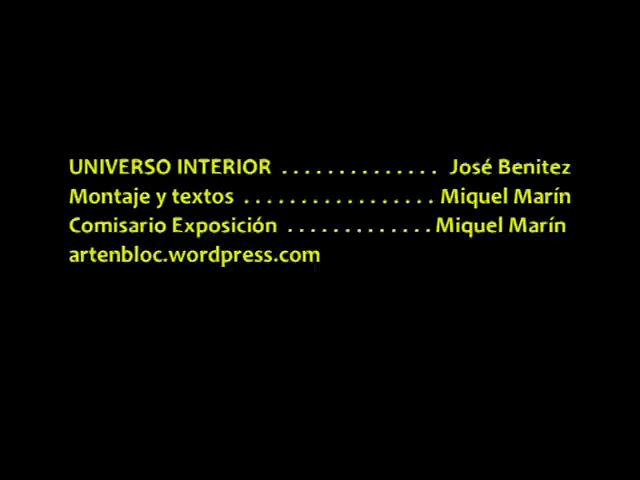 UNIVERSO INTERIOR . . . . . . . . . . . . . . José Benitez
Montaje y textos . . . . . . . . . . . . . . . . . Miquel Marín
Comisario Exposición . . . . . . . . . . . . . Miquel Marín
artenbloc.wordpress.com